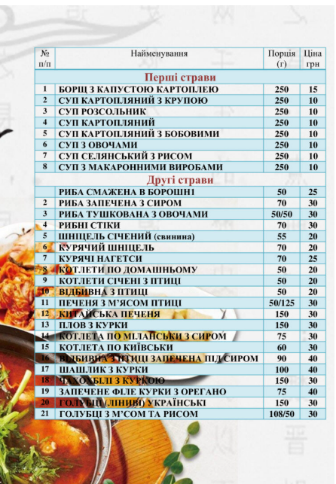 № п/п Найменування Порція (г) Ціна грн
Перші страви
1 БОРЩ З КАПУСТОЮ КАРТОПЛЕЮ 250 15
2 СУП КАРТОПЛЯНИЙ З КРУПОЮ 250 10
3 СУП РОЗСОЛЬНИК 250 10
4 СУП КАРТОПЛЯНИЙ 250 10
5 СУП КАРТОПЛЯНИЙ З БОБОВИМИ 250 10
6 СУП З ОВОЧАМИ 250 10
7 СУП СЕЛЯНСЬКИЙ З РИСОМ 250 10
8 СУП З МАКАРОННИМИ ВИРОБАМИ 250 10
Другі страви
РИБА СМАЖЕНА В БОРОШНІ 50 25
2 РИБА ЗАПЕЧЕНА З СИРОМ 70 30
3 РИБА ТУШКОВАНА З ОВОЧАМИ 50/50 30
4 РИБНІ СТІКИ 70 30
5 ШНІЦЕЛЬ СІЧЕНИЙ (свинина) 55 20
6 КУРЯЧИЙ ШНІЦЕЛЬ 70 20
7 КУРЯЧІ НАГЕТСИ 70 25
8 КОТЛЕТИ ПО ДОМАШНЬОМУ 50 20
9 КОТЛЕТИ СІЧЕНІ З ПТИЦІ 50 20
10 ВІДБИВНА З ПТИЦІ 50 20
11 ПЕЧЕНЯ З М’ЯСОМ ПТИЦІ 50/125 30
12 КИТАЙСЬКА ПЕЧЕНЯ 150 30
13 ПЛОВ З КУРКИ 150 30
14 КОТЛЕТА ПО МІЛАНСЬКИ З СИРОМ 75 30
15 КОТЛЕТА ПО КИЇВСЬКИ 60 30
16 ВІДБИВНА З ПТИЦІ ЗАПЕЧЕНА ПІД СИРОМ 90 40
17 ШАШЛИК З КУРКИ 100 40
18 З КУРКОЮ 150 30
19 ЗАПЕЧЕНЕ ФІЛЕ КУРКИ З ОРЕГАНО 75 40
20 ГОЛУБЦІ (ЛІНИВІ) УКРАЇНСЬКІ 150 30
21 ГОЛУБЦІ З М'СОМ ТА РИСОМ 108/50 30